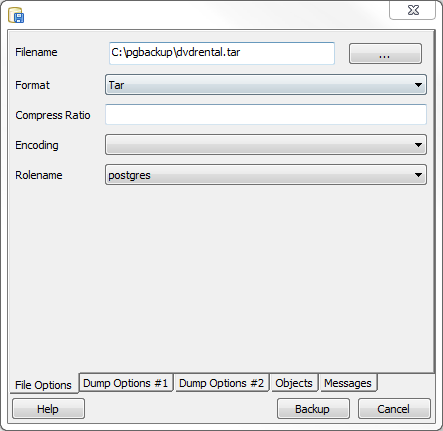 Filename C:\pgbackup\dvdrental.tar ...
Format Tar
Compress Ratio
Encoding
Rolename postgres
File Options Dump Options #1 Dump Options #2 Objects Messages
Help Backup Cancel